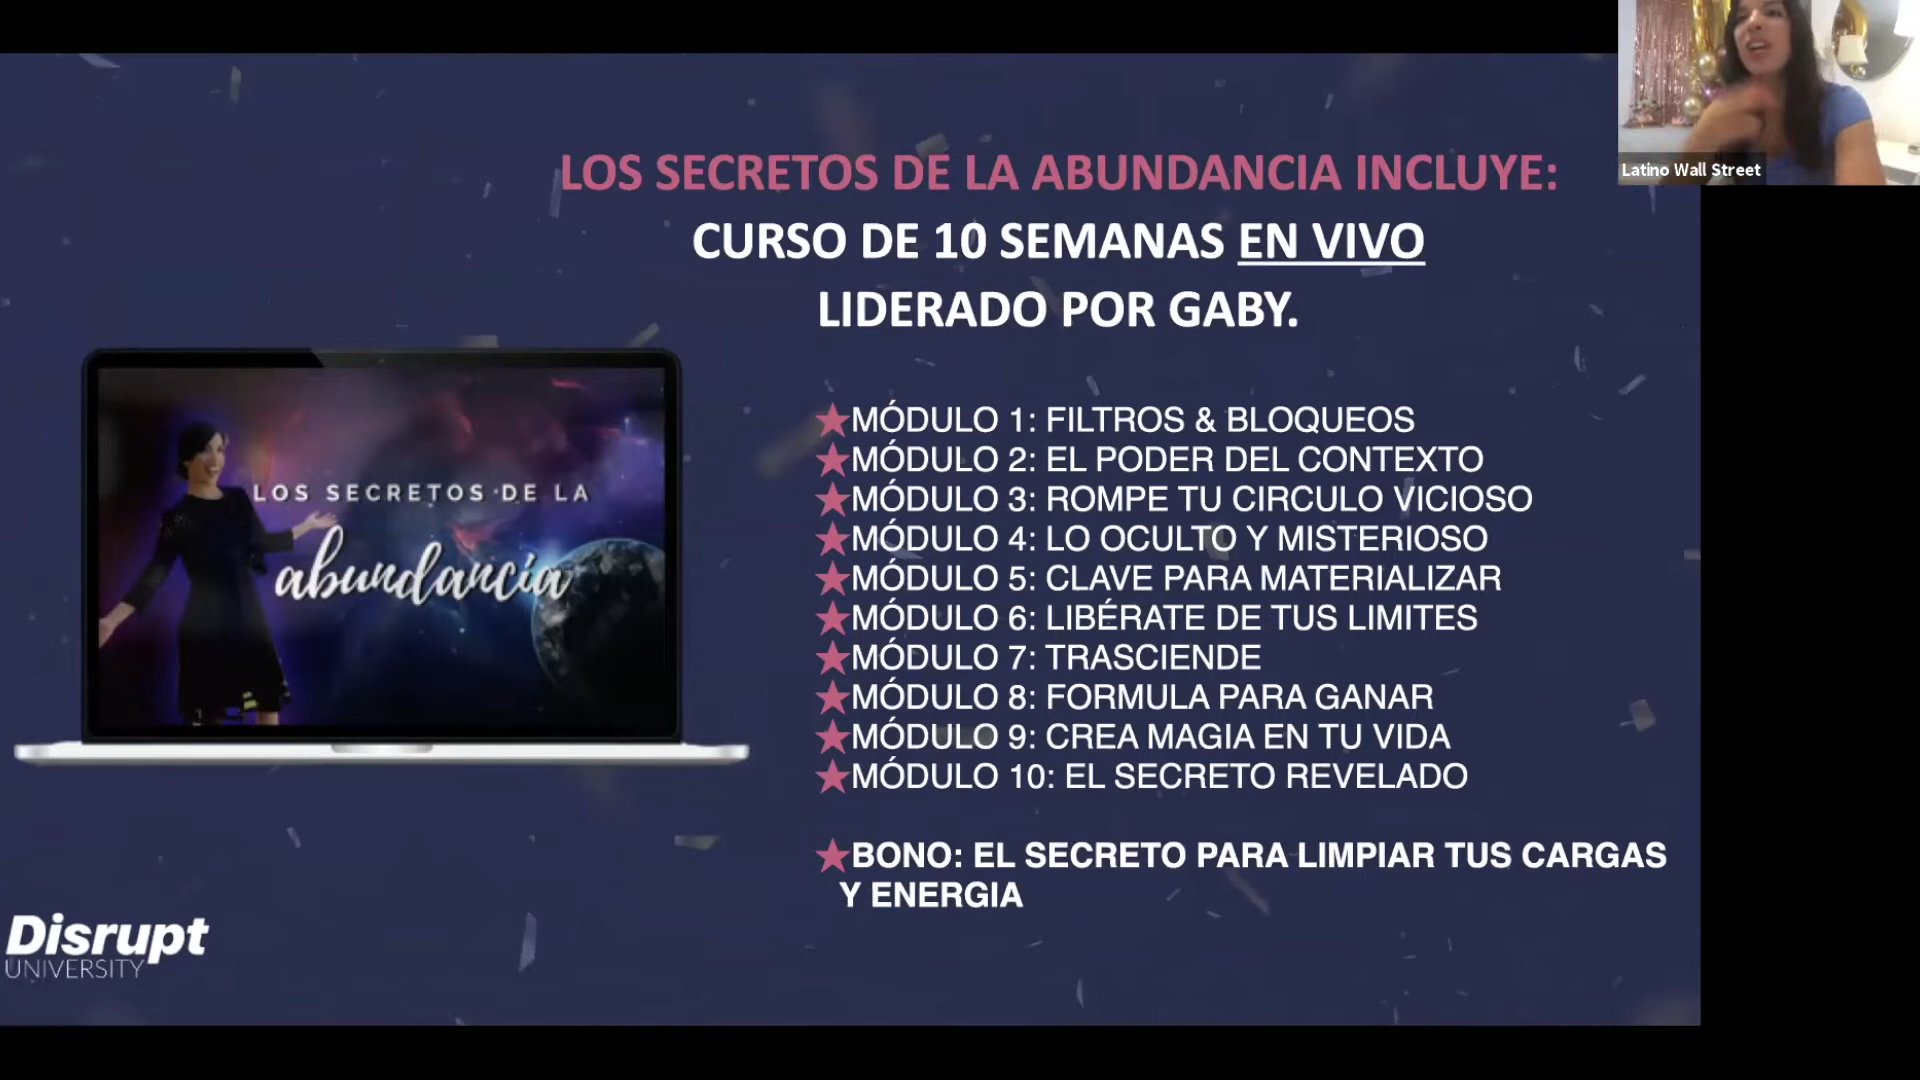 LOS SECRETOS DE LA ABUNDANCIA INCLUYE:
CURSO DE 10 SEMANAS EN VIVO
LIDERADO POR GABY.
Latino Wall Street
LOS SECRETOS DE LA
abundancia
★MÓDULO 1: FILTROS & BLOQUEOS
★MÓDULO 2: EL PODER DEL CONTEXTO
★MÓDULO 3: ROMPE TU CIRCULO VICIOSO
★MÓDULO 4: LO OCULTO Y MISTERIOSO
★MÓDULO 5: CLAVE PARA MATERIALIZAR
★MÓDULO 6: LIBÉRATE DE TUS LIMITES
★MÓDULO 7: TRASCIENDE
★MÓDULO 8: FORMULA PARA GANAR
★MÓDULO 9: CREA MAGIA EN TU VIDA
★MÓDULO 10: EL SECRETO REVELADO
★BONO: EL SECRETO PARA LIMPIAR TUS CARGAS
Y ENERGIA
Disrupt
UNIVERSITY